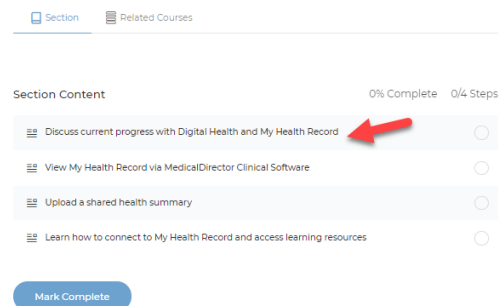 Section Related Courses
Section Content 0% Complete 0/4 Steps
Discuss current progress with Digital Health and My Health Record
View My Health Record via MedicalDirector Clinical Software
Upload a shared health summary
Learn how to connect to My Health Record and access learning resources
Mark Complete